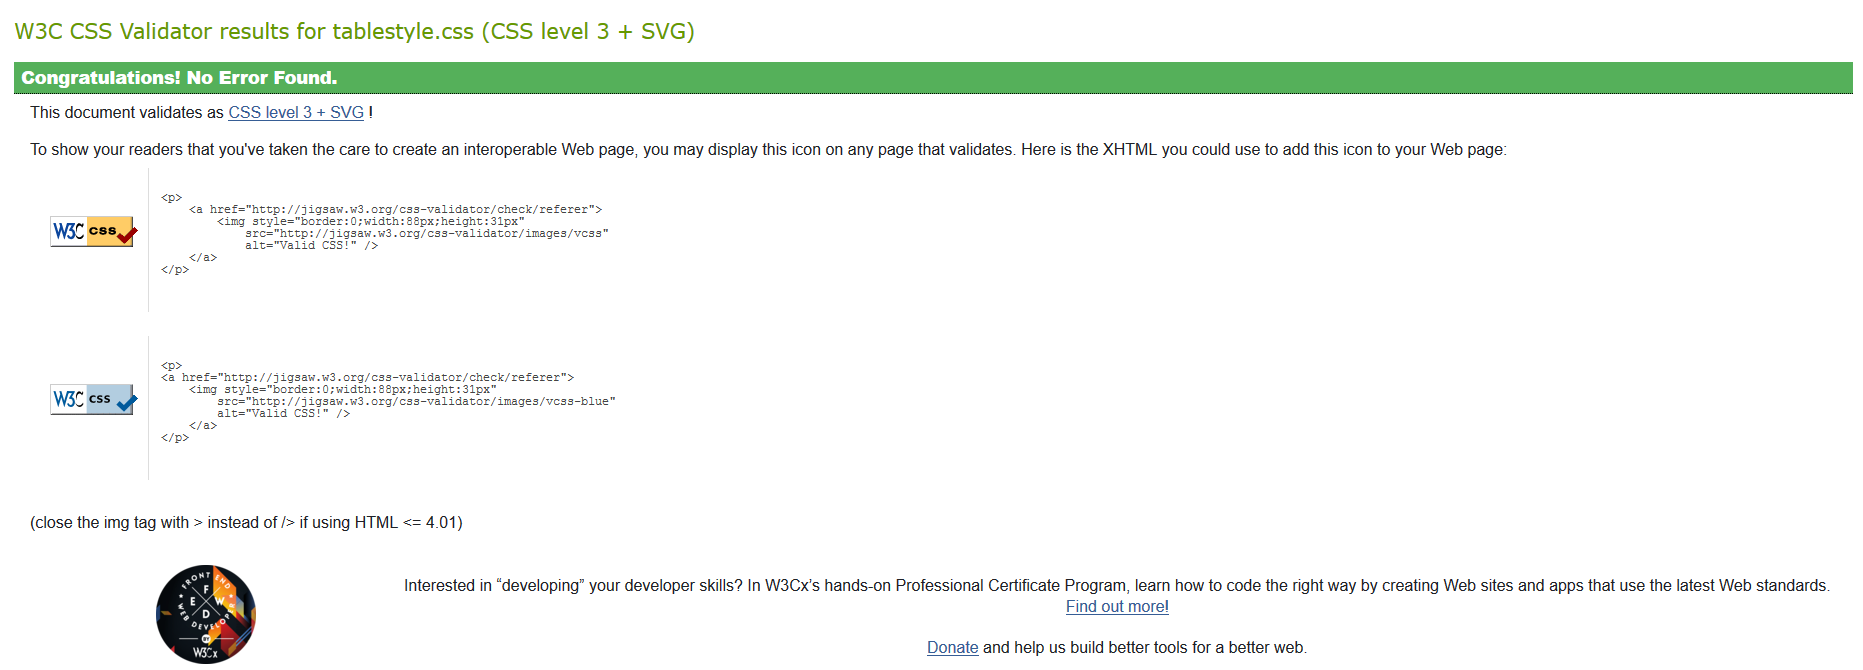 W3C CSS Validator results for tablestyle.css (CSS level 3 + SVG)
Congratulations! No Error Found.
This document validates as CSS level 3 + SVG !
To show your readers that you've taken the care to create an interoperable Web page, you may display this icon on any page that validates. Here is the XHTML you could use to add this icon to your Web page:
W3C css
<p>
    <a href="http://jigsaw.w3.org/css-validator/check/referer">
        <img style="border:0;width:88px;height:31px"
            src="http://jigsaw.w3.org/css-validator/images/vcss"
            alt="Valid CSS!" />
    </a>
</p>
W3C css
<p>
<a href="http://jigsaw.w3.org/css-validator/check/referer">
    <img style="border:0;width:88px;height:31px"
        src="http://jigsaw.w3.org/css-validator/images/vcss-blue"
        alt="Valid CSS!" />
    </a>
</p>
(close the img tag with > instead of /> if using HTML <= 4.01)
FRONT END
WEB DEVELOPER
F
E W
D
BY
W3Cx
Interested in “developing” your developer skills? In W3Cx’s hands-on Professional Certificate Program, learn how to code the right way by creating Web sites and apps that use the latest Web standards.
Find out more!
Donate and help us build better tools for a better web.